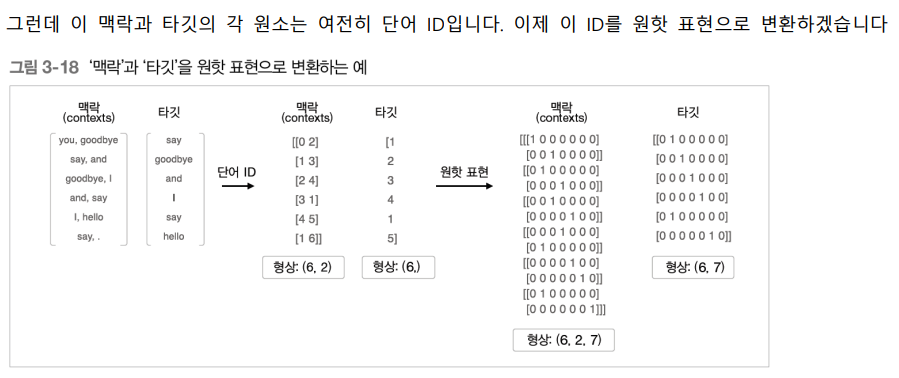 그런데 이 맥락과 타깃의 각 원소는 여전히 단어 ID입니다. 이제 이 ID를 원핫 표현으로 변환하겠습니다
그림 3-18 '맥락'과 '타깃'을 원핫 표현으로 변환하는 예
맥락
(contexts)
타깃
you, goodbye
say, and
goodbye, I
and, say
I, hello
say, .
say
goodbye
and
I
say
hello
단어 ID
맥락
(contexts)
타깃
[[0 2]
[1 3]
[2 4]
[3 1]
[4 5]
[1 6]]
[1
2
3
4
1
5]
형상: (6, 2)
형상: (6,)
원핫 표현
맥락
(contexts)
타깃
[[[1 0 0 0 0 0 0]
[0 0 1 0 0 0 0]]
[[0 1 0 0 0 0 0]
[0 0 0 1 0 0 0]]
[[0 0 1 0 0 0 0]
[0 0 0 0 1 0 0]]
[[0 0 0 1 0 0 0]
[0 1 0 0 0 0 0]]
[[0 0 0 0 1 0 0]
[0 0 0 0 0 1 0]]
[[0 1 0 0 0 0 0]
[0 0 0 0 0 0 1]]]
[[0 1 0 0 0 0 0]
[0 0 1 0 0 0 0]
[0 0 0 1 0 0 0]
[0 0 0 0 1 0 0]
[0 1 0 0 0 0 0]
[0 0 0 0 0 1 0]]
형상: (6, 2, 7)
형상: (6, 7)